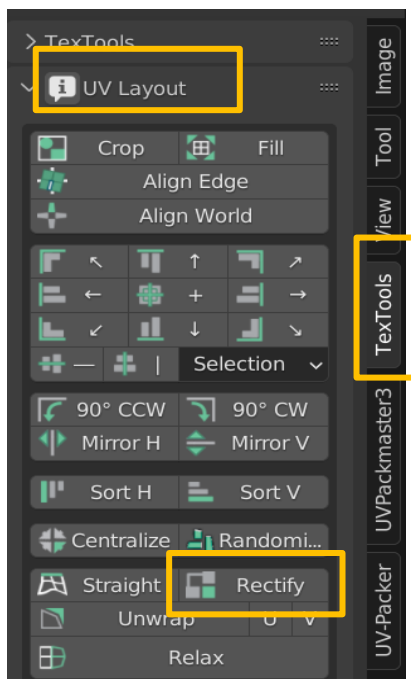 TexTools
UV Layout
Crop Fill
Align Edge
Align World
↖ ↑ ↗
← + →
↙ ↓ ↘
— | Selection
90° CCW 90° CW
Mirror H Mirror V
Sort H Sort V
Centralize Randomi...
Straight Rectify
Unwrap U V
Relax
Image
Tool
View
TexTools
UVPackmaster3
UV-Packer